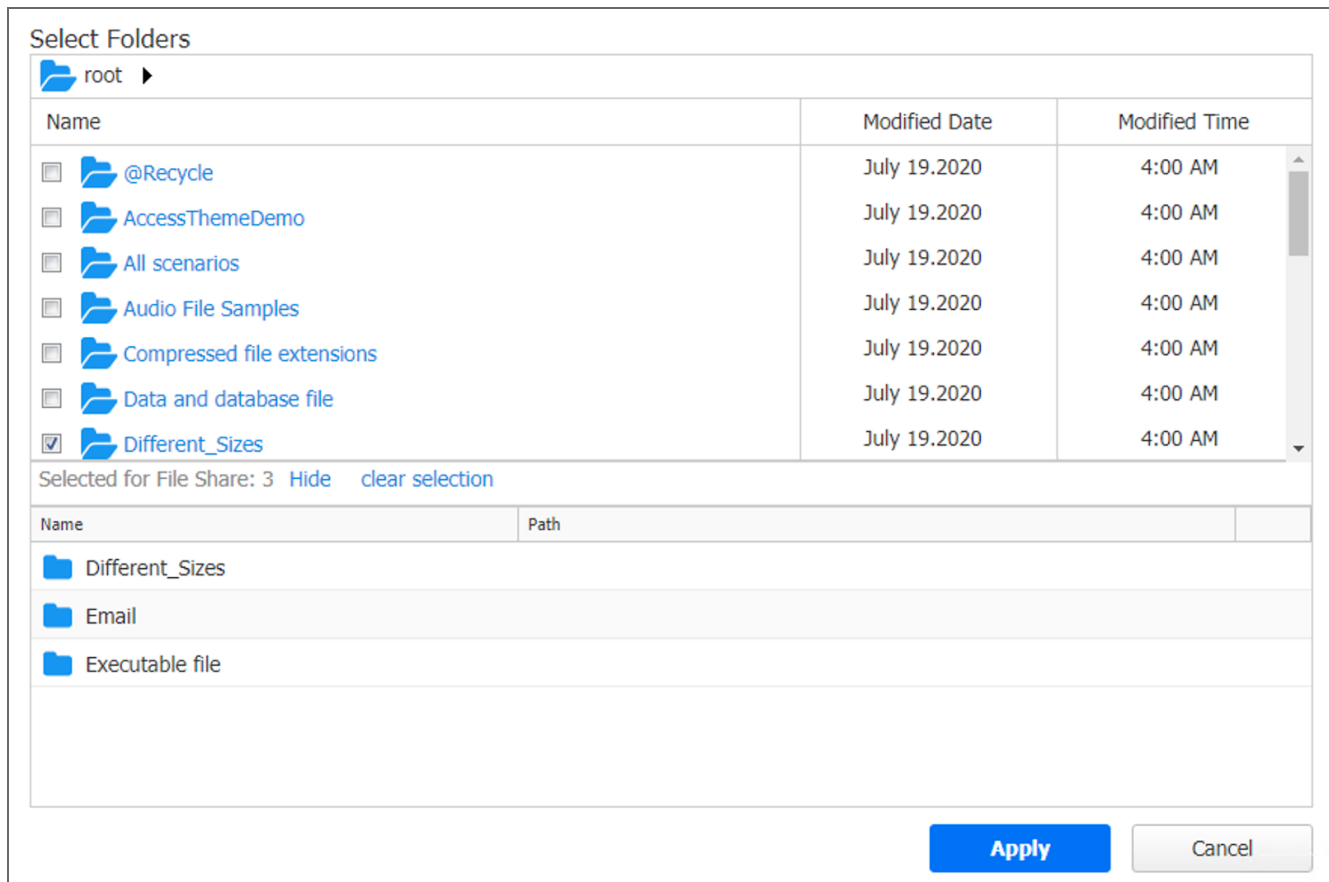 Select Folders
root
Name Modified Date Modified Time
@Recycle July 19.2020 4:00 AM
AccessThemeDemo July 19.2020 4:00 AM
All scenarios July 19.2020 4:00 AM
Audio File Samples July 19.2020 4:00 AM
Compressed file extensions July 19.2020 4:00 AM
Data and database file July 19.2020 4:00 AM
Different_Sizes July 19.2020 4:00 AM
Selected for File Share: 3 Hide clear selection
Name Path
Different_Sizes
Email
Executable file
Apply Cancel